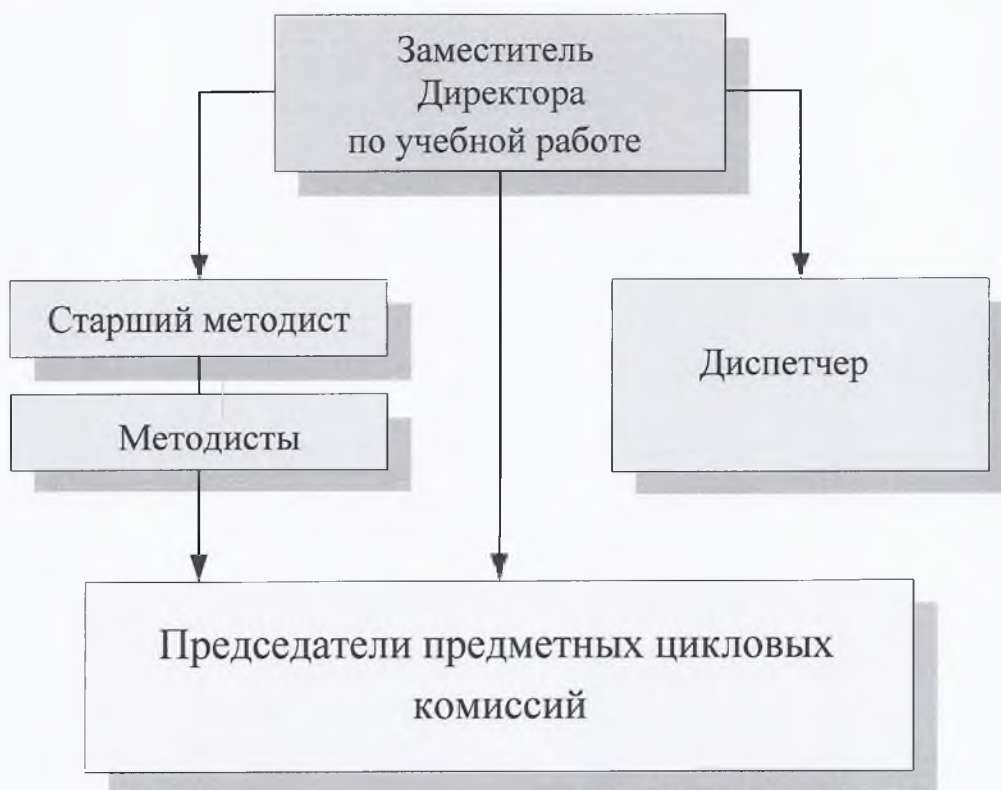 Заместитель
Директора
по учебной работе
Старший методист
Диспетчер
Методисты
Председатели предметных цикловых
комиссий